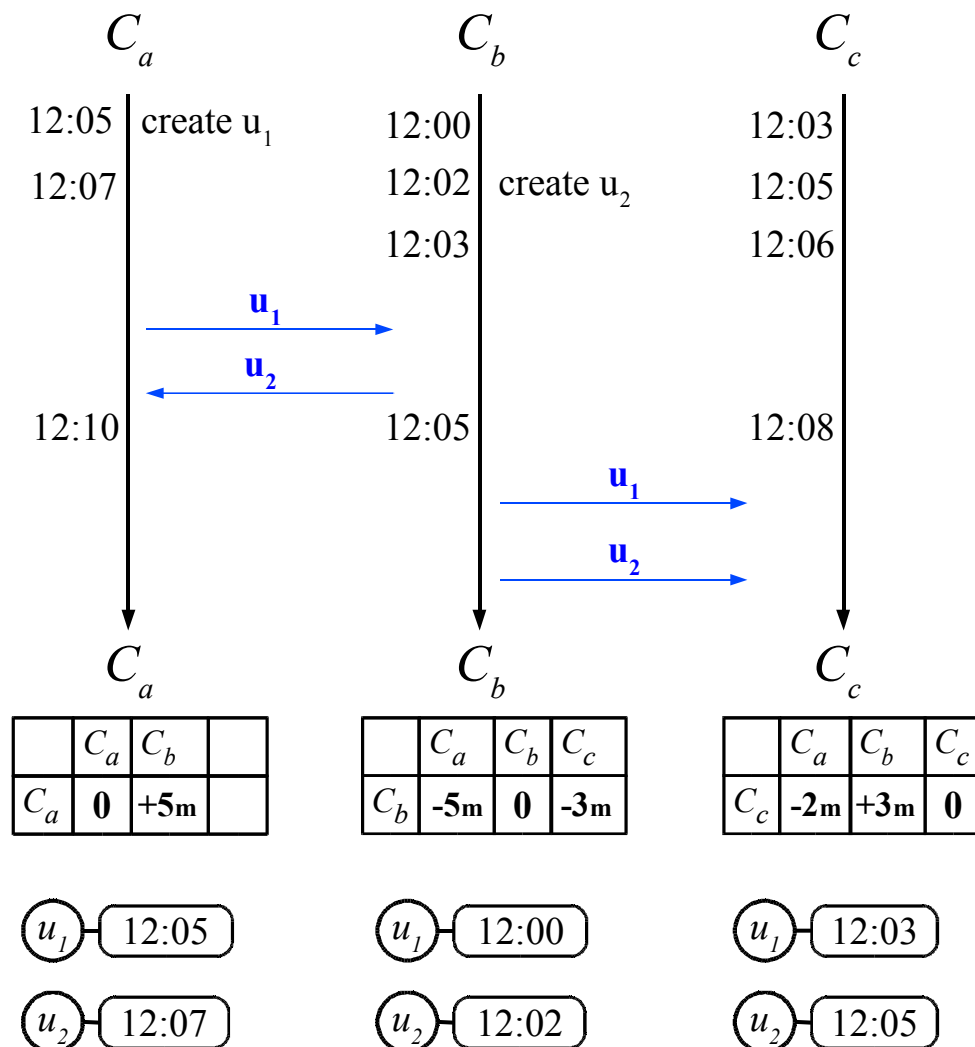 C_a C_b C_c
12:05 create u_1 12:00 12:03
12:07 12:02 create u_2 12:05
12:03 12:06
u_1
u_2
12:10 12:05 12:08
u_1
u_2
C_a C_b C_c
C_a C_b
C_a 0 +5m
C_a C_b C_c
C_b -5m 0 -3m
C_a C_b C_c
C_c -2m +3m 0
u_1 12:05 u_1 12:00 u_1 12:03
u_2 12:07 u_2 12:02 u_2 12:05